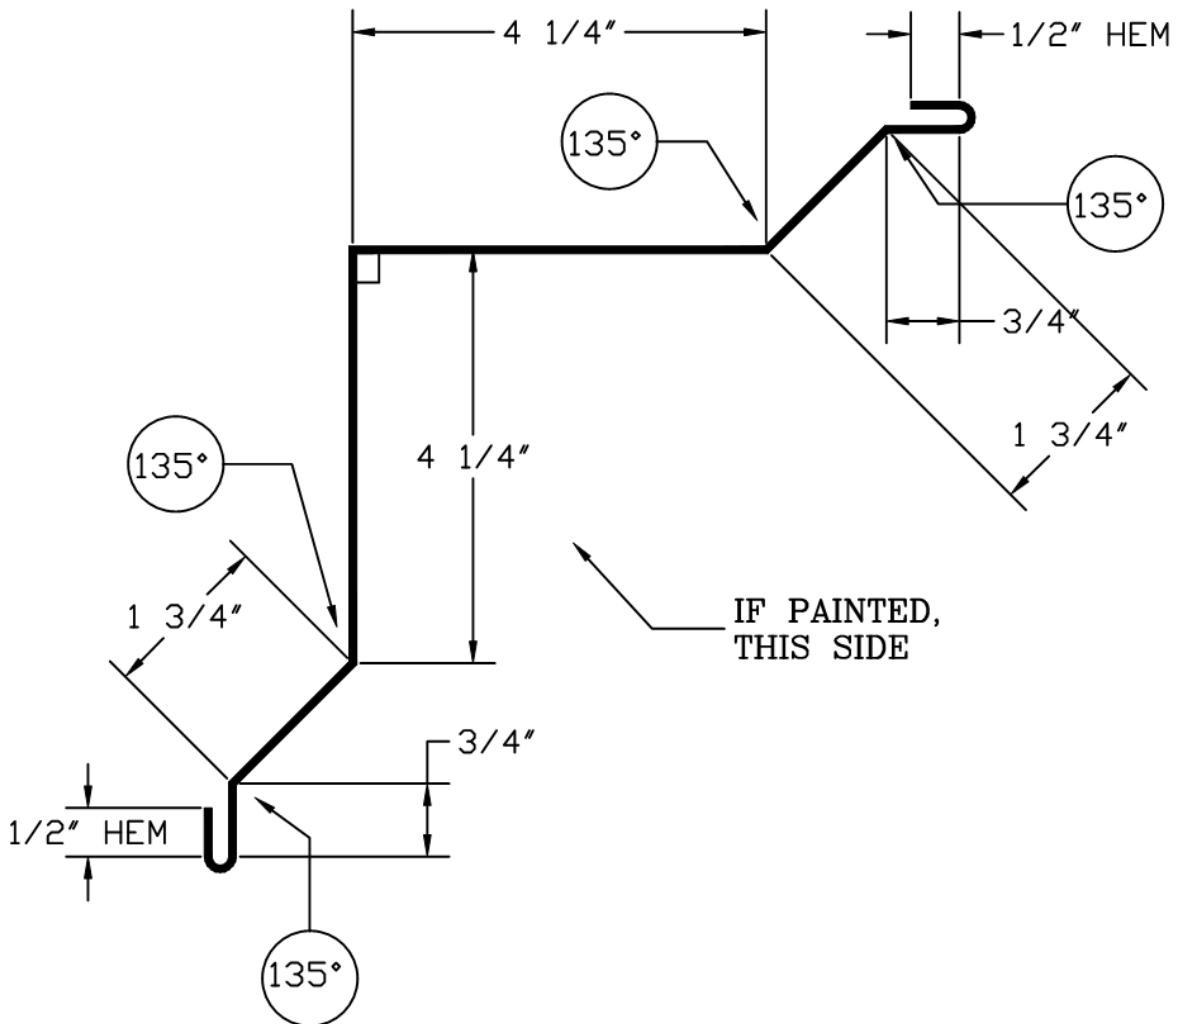 4 1/4″
1/2″ HEM
135°
135°
3/4″
1 3/4″
135°
4 1/4″
IF PAINTED,
THIS SIDE
1 3/4″
3/4″
1/2″ HEM
135°